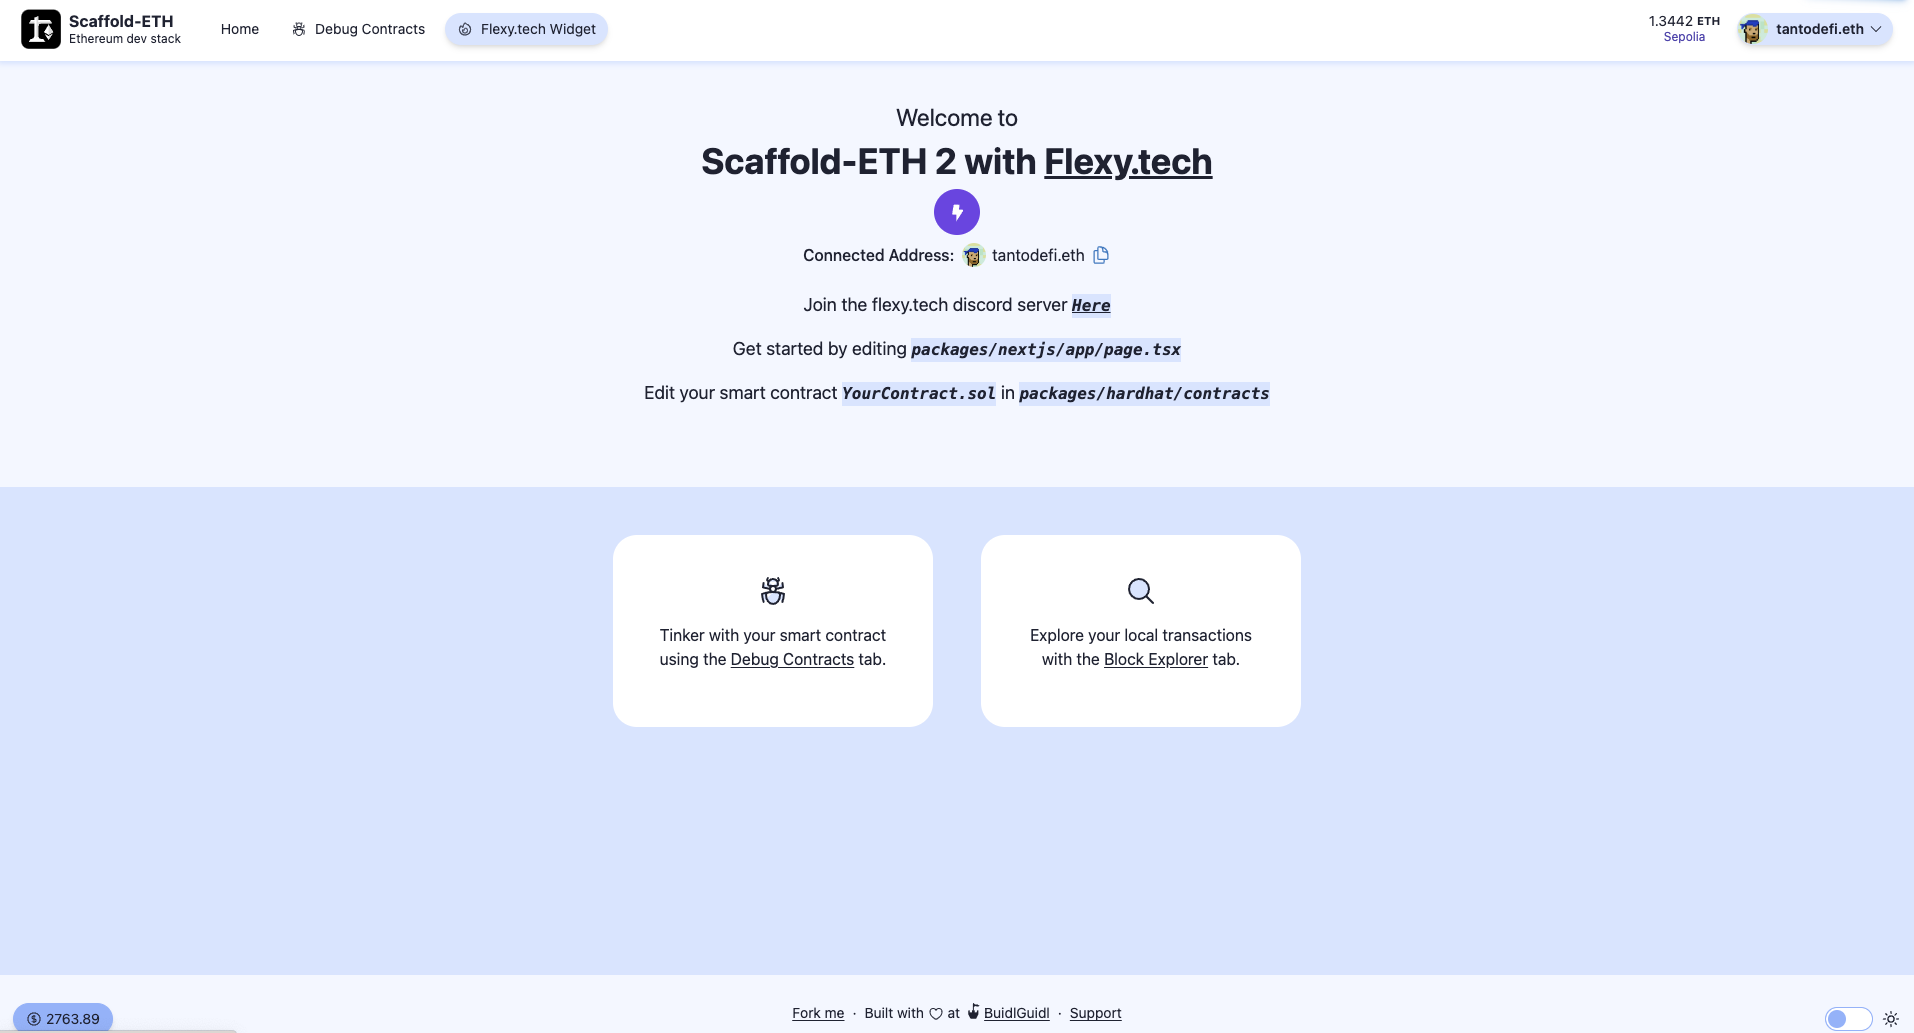 Scaffold-ETH
Ethereum dev stack
Home
Debug Contracts
Flexy.tech Widget
1.3442 ETH
Sepolia
tantodefi.eth
Welcome to
Scaffold-ETH 2 with Flexy.tech
Connected Address: tantodefi.eth
Join the flexy.tech discord server Here
Get started by editing packages/nextjs/app/page.tsx
Edit your smart contract YourContract.sol in packages/hardhat/contracts
Tinker with your smart contract
using the Debug Contracts tab.
Explore your local transactions
with the Block Explorer tab.
2763.89
Fork me · Built with ♡ at BuidlGuidl · Support